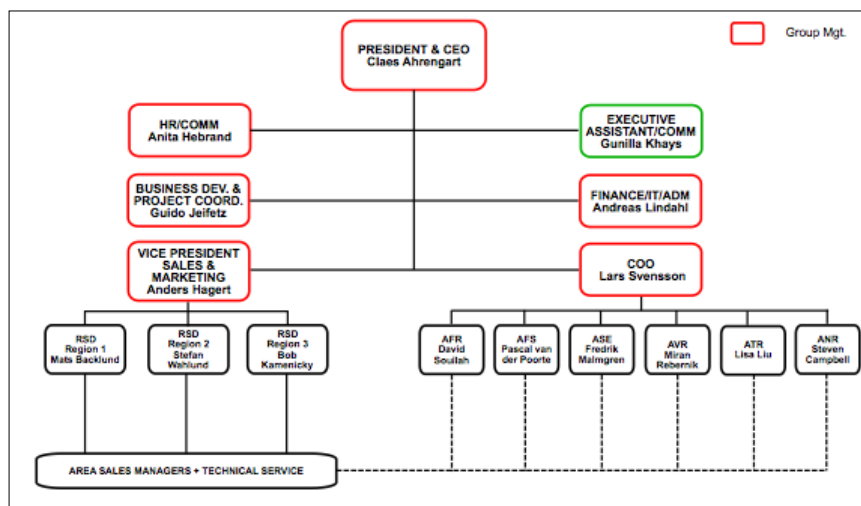 Group Mgt.
PRESIDENT & CEO
Claes Ahrengart
HR/COMM
Anita Hebrand
EXECUTIVE
ASSISTANT/COMM
Gunilla Khays
BUSINESS DEV. &
PROJECT COORD.
Guido Jeifetz
FINANCE/IT/ADM
Andreas Lindahl
VICE PRESIDENT
SALES &
MARKETING
Anders Hagert
COO
Lars Svensson
RSD
Region 1
Mats Backlund
RSD
Region 2
Stefan
Wahlund
RSD
Region 3
Bob
Kamenicky
AFR
David
Souilah
AFS
Pascal van
der Poorte
ASE
Fredrik
Malmgren
AVR
Miran
Rebernik
ATR
Lisa Liu
ANR
Steven
Campbell
AREA SALES MANAGERS + TECHNICAL SERVICE